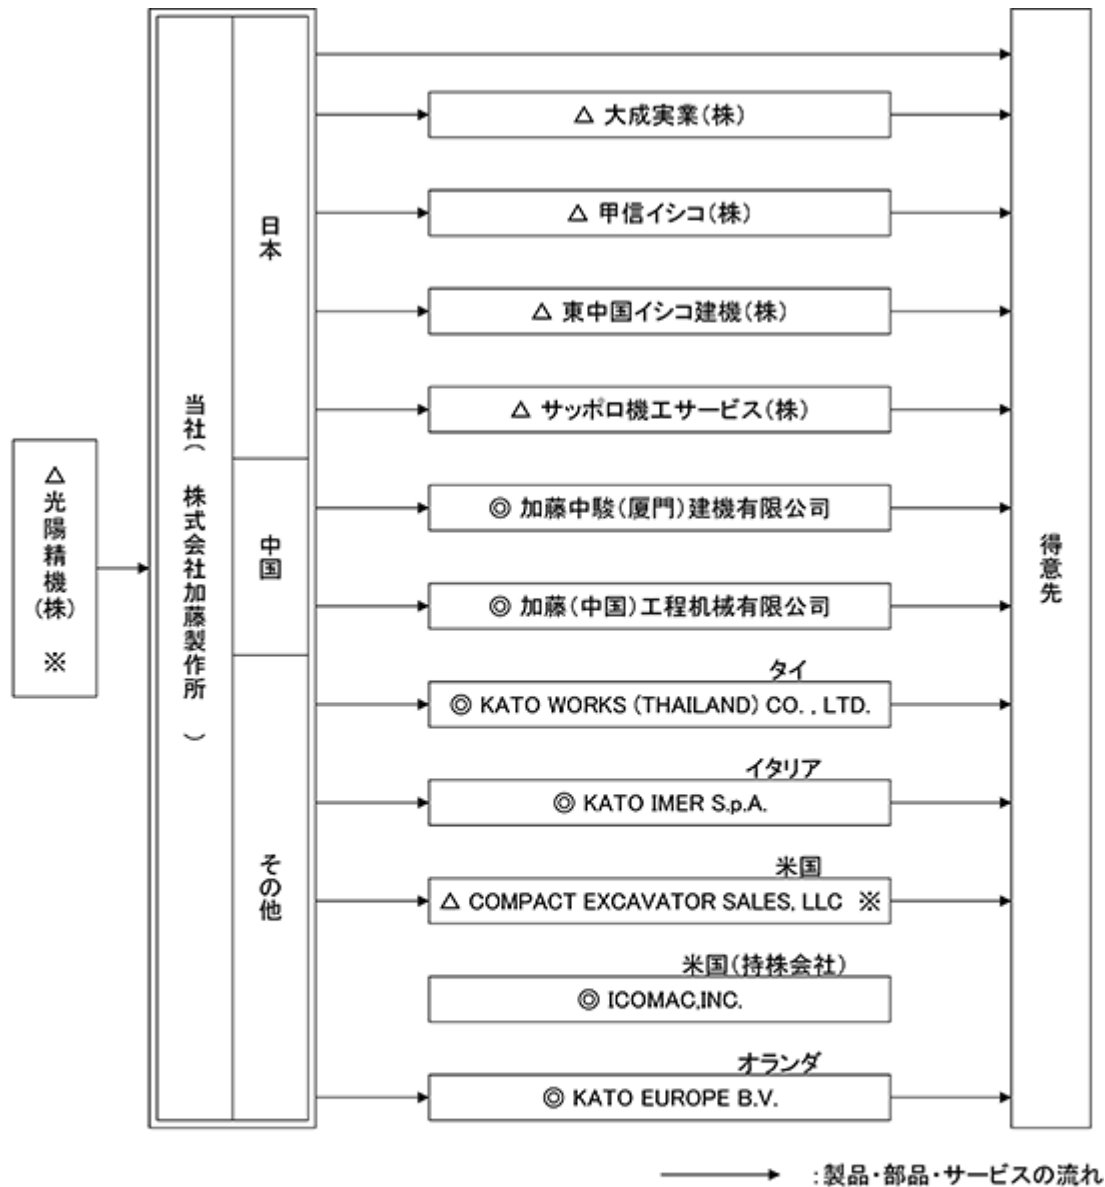 △光陽精機(株) ※
当社( 株式会社加藤製作所 )
日本
中国
その他
△ 大成実業(株)
△ 甲信イシコ(株)
△ 東中国イシコ建機(株)
△ サッポロ機工サービス(株)
◎ 加藤中駿(厦門)建機有限公司
◎ 加藤(中国)工程机械有限公司
タイ
◎ KATO WORKS (THAILAND) CO. , LTD.
イタリア
◎ KATO IMER S.p.A.
米国
△ COMPACT EXCAVATOR SALES, LLC ※
米国(持株会社)
◎ ICOMAC,INC.
オランダ
◎ KATO EUROPE B.V.
得意先
:製品・部品・サービスの流れ